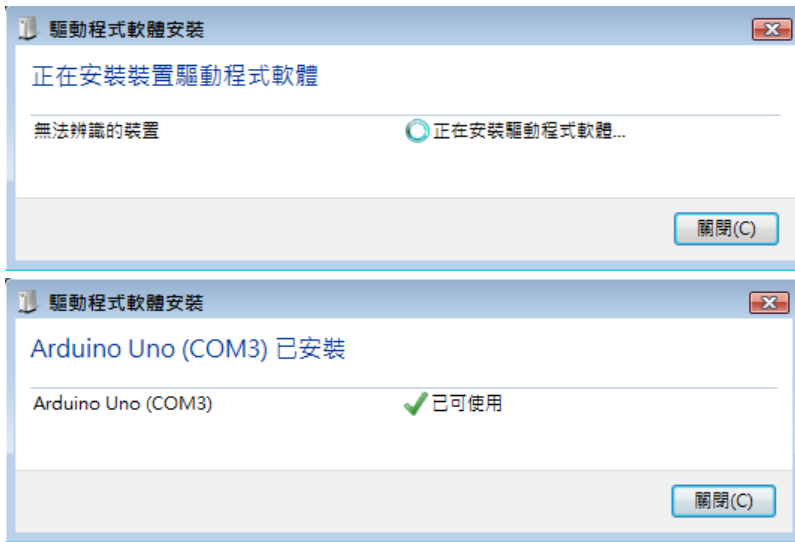 驅動程式軟體安裝
正在安裝裝置驅動程式軟體
無法辨識的裝置 正在安裝驅動程式軟體...
關閉(C)
驅動程式軟體安裝
Arduino Uno (COM3) 已安裝
Arduino Uno (COM3) 已可使用
關閉(C)